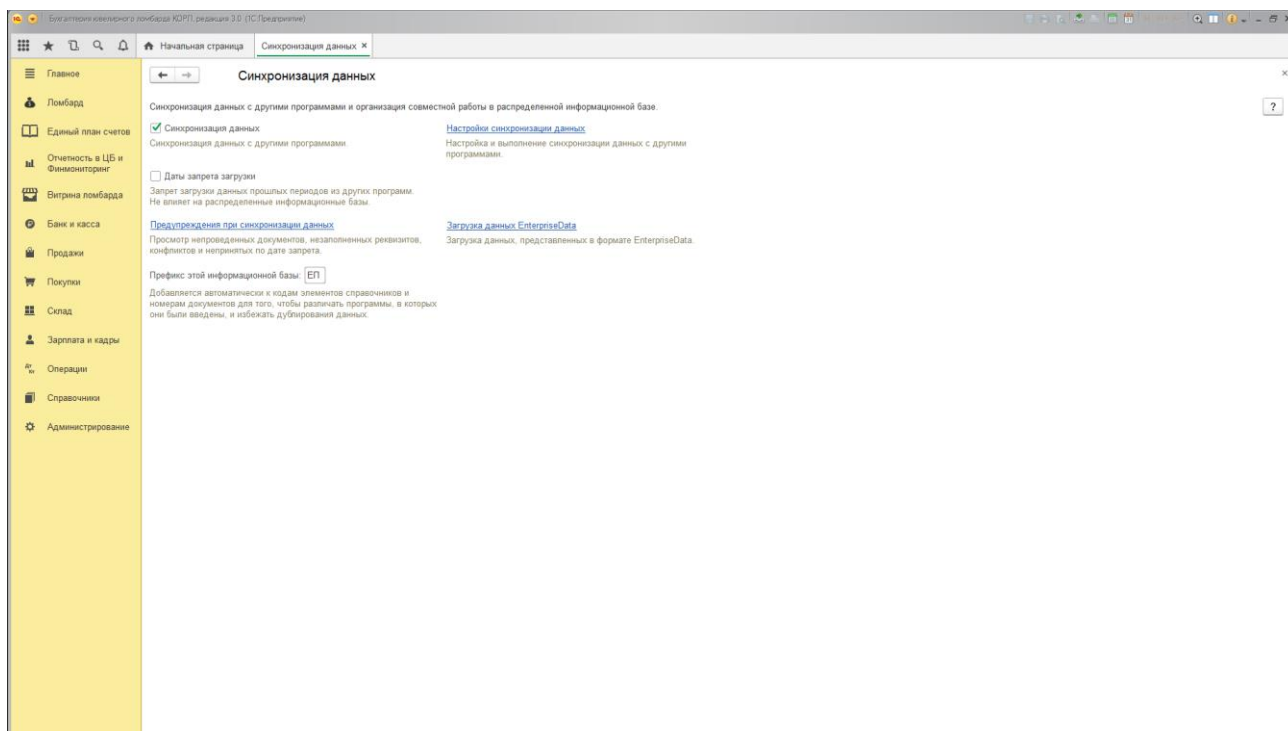 Бухгалтерия ювелирного ломбарда КОРП, редакция 3.0 (1С:Предприятие)
Начальная страница
Синхронизация данных ×
Главное
Ломбард
Единый план счетов
Отчетность в ЦБ и
Финмониторинг
Витрина ломбарда
Банк и касса
Продажи
Покупки
Склад
Зарплата и кадры
Операции
Справочники
Администрирование
Синхронизация данных
Синхронизация данных с другими программами и организация совместной работы в распределенной информационной базе.
?
Синхронизация данных
Синхронизация данных с другими программами.
Настройки синхронизации данных
Настройка и выполнение синхронизации данных с другими
программами.
Даты запрета загрузки
Запрет загрузки данных прошлых периодов из других программ.
Не влияет на распределенные информационные базы.
Предупреждения при синхронизации данных
Просмотр непроведенных документов, незаполненных реквизитов,
конфликтов и непринятых по дате запрета.
Загрузка данных EnterpriseData
Загрузка данных, представленных в формате EnterpriseData.
Префикс этой информационной базы: ЕП
Добавляется автоматически к кодам элементов справочников и
номерам документов для того, чтобы различать программы, в которых
они были введены, и избежать дублирования данных.